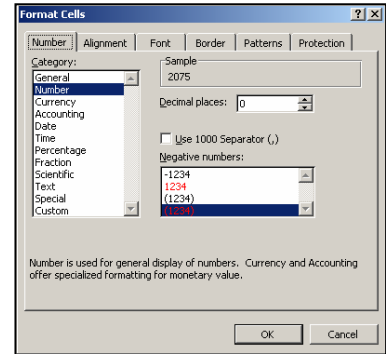 Format Cells
Number Alignment Font Border Patterns Protection
Category:
General
Number
Currency
Accounting
Date
Time
Percentage
Fraction
Scientific
Text
Special
Custom
Sample
2075
Decimal places: 0
Use 1000 Separator (,)
Negative numbers:
-1234
1234
(1234)
(1234)
Number is used for general display of numbers. Currency and Accounting
offer specialized formatting for monetary value.
OK Cancel